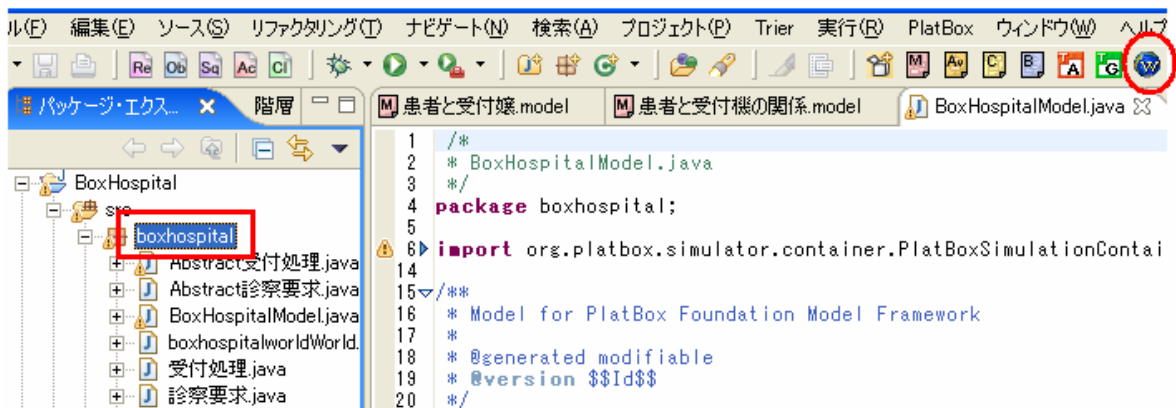 ル(F) 編集(E) ソース(S) リファクタリング(T) ナビゲート(N) 検索(A) プロジェクト(P) Trier 実行(R) PlatBox ウィンドウ(W) ヘルプ
Re Ob Sq Ac Cl G M Av C B A G W
パッケージ・エクス... 階層
患者と受付嬢.model 患者と受付機の関係.model BoxHospitalModel.java
BoxHospital
src
boxhospital
Abstract受付処理.java
Abstract診察要求.java
BoxHospitalModel.java
boxhospitalworldWorld.
受付処理.java
診察要求.java
1 /*
2 * BoxHospitalModel.java
3 */
4 package boxhospital;
5
6 import org.platbox.simulator.container.PlatBoxSimulationContai
14
15 /**
16 * Model for PlatBox Foundation Model Framework
17 *
18 * @generated modifiable
19 * @version $$Id$$
20 */